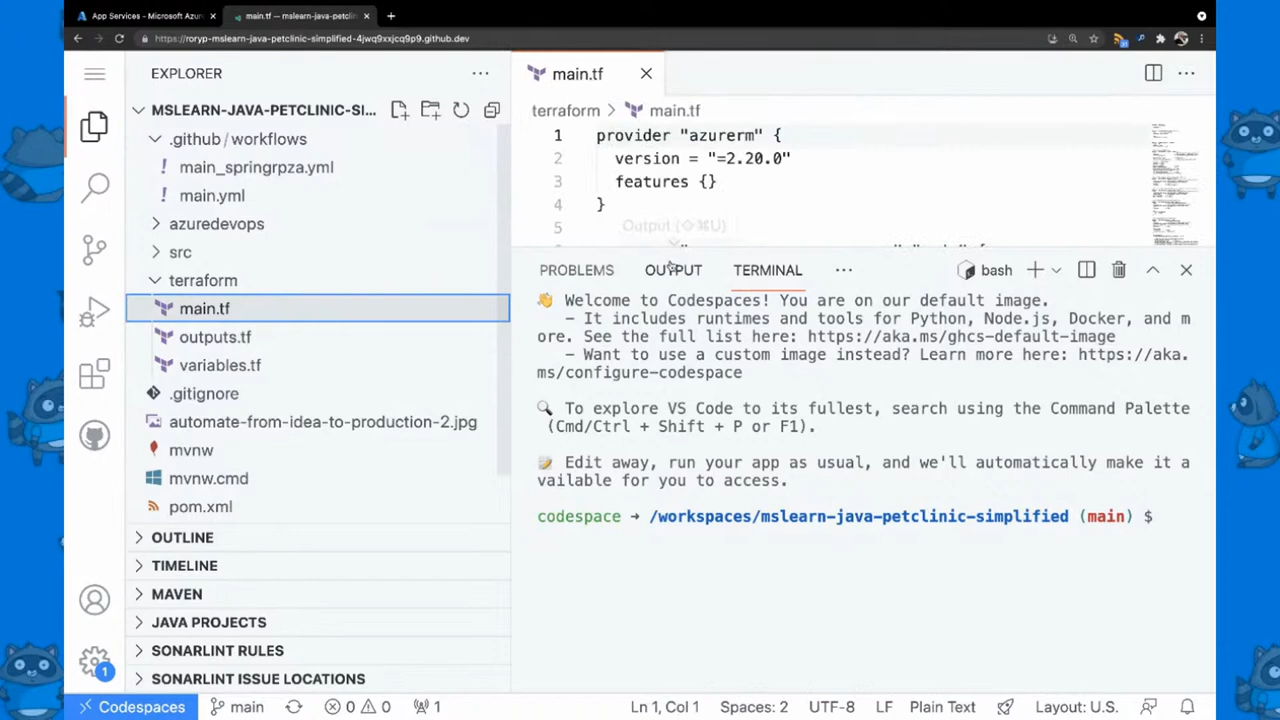 App Services - Microsoft Azur
main.tf — mslearn-java-petclini
https://roryp-mslearn-java-petclinic-simplified-4jwq9xxjcq9p9.github.dev
EXPLORER
MSLEARN-JAVA-PETCLINIC-SI...
.github / workflows
main_springrpza.yml
main.yml
azuredevops
src
terraform
main.tf
outputs.tf
variables.tf
.gitignore
automate-from-idea-to-production-2.jpg
mvnw
mvnw.cmd
pom.xml
OUTLINE
TIMELINE
MAVEN
JAVA PROJECTS
SONARLINT RULES
SONARLINT ISSUE LOCATIONS
main.tf
terraform > main.tf
1 provider "azurerm" {
2 version = "=2.20.0"
3 features {}
4 }
5
PROBLEMS OUTPUT TERMINAL ... bash
👋 Welcome to Codespaces! You are on our default image.
- It includes runtimes and tools for Python, Node.js, Docker, and m
ore. See the full list here: https://aka.ms/ghcs-default-image
- Want to use a custom image instead? Learn more here: https://aka.
ms/configure-codespace
🔍 To explore VS Code to its fullest, search using the Command Palette
(Cmd/Ctrl + Shift + P or F1).
📝 Edit away, run your app as usual, and we'll automatically make it a
vailable for you to access.
codespace → /workspaces/mslearn-java-petclinic-simplified (main) $
1
Codespaces main 0 0 1 Ln 1, Col 1 Spaces: 2 UTF-8 LF Plain Text Layout: U.S.